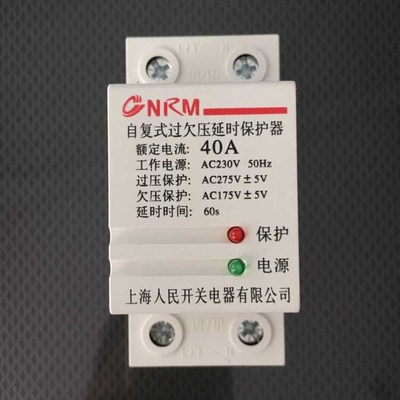 NRM
自复式过欠压延时保护器
额定电流: 40A
工作电源: AC230V 50Hz
过压保护: AC275V±5V
欠压保护: AC175V±5V
延时时间: 60s
保护
电源
上海人民开关电器有限公司